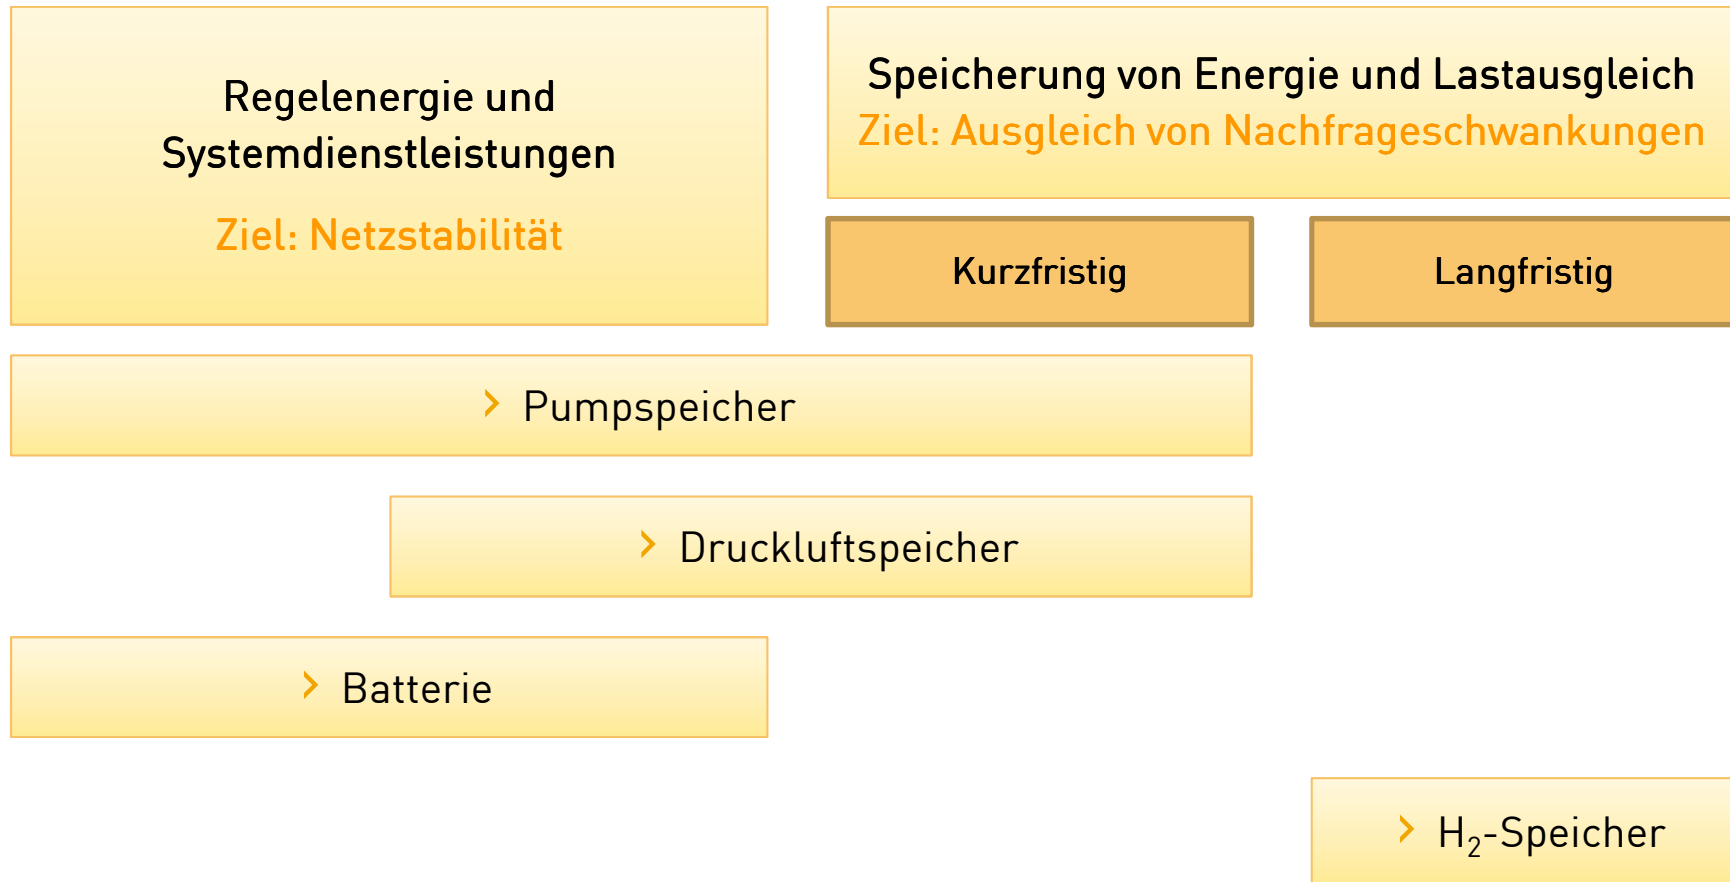 Regelenergie und
Systemdienstleistungen
Ziel: Netzstabilität
Speicherung von Energie und Lastausgleich
Ziel: Ausgleich von Nachfrageschwankungen
Kurzfristig
Langfristig
› Pumpspeicher
› Druckluftspeicher
› Batterie
› H₂-Speicher